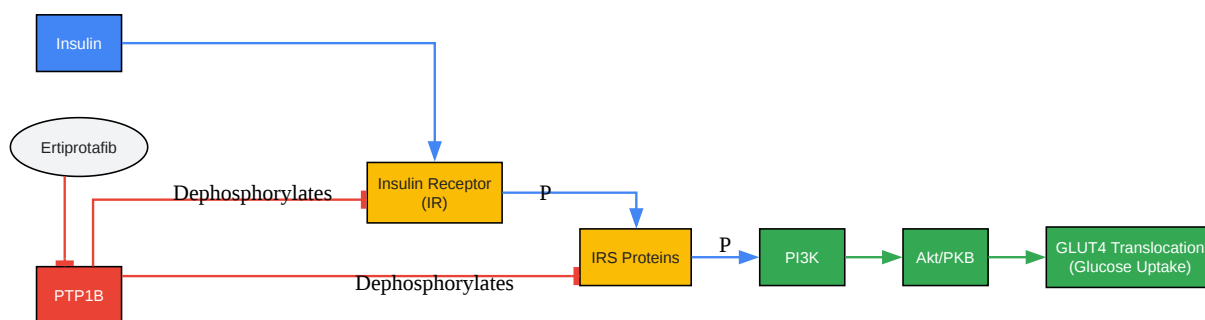 Insulin
Ertiprotafib
Dephosphorylates
Insulin Receptor
(IR)
P
IRS Proteins
P
PI3K
Akt/PKB
GLUT4 Translocation
(Glucose Uptake)
PTP1B
Dephosphorylates